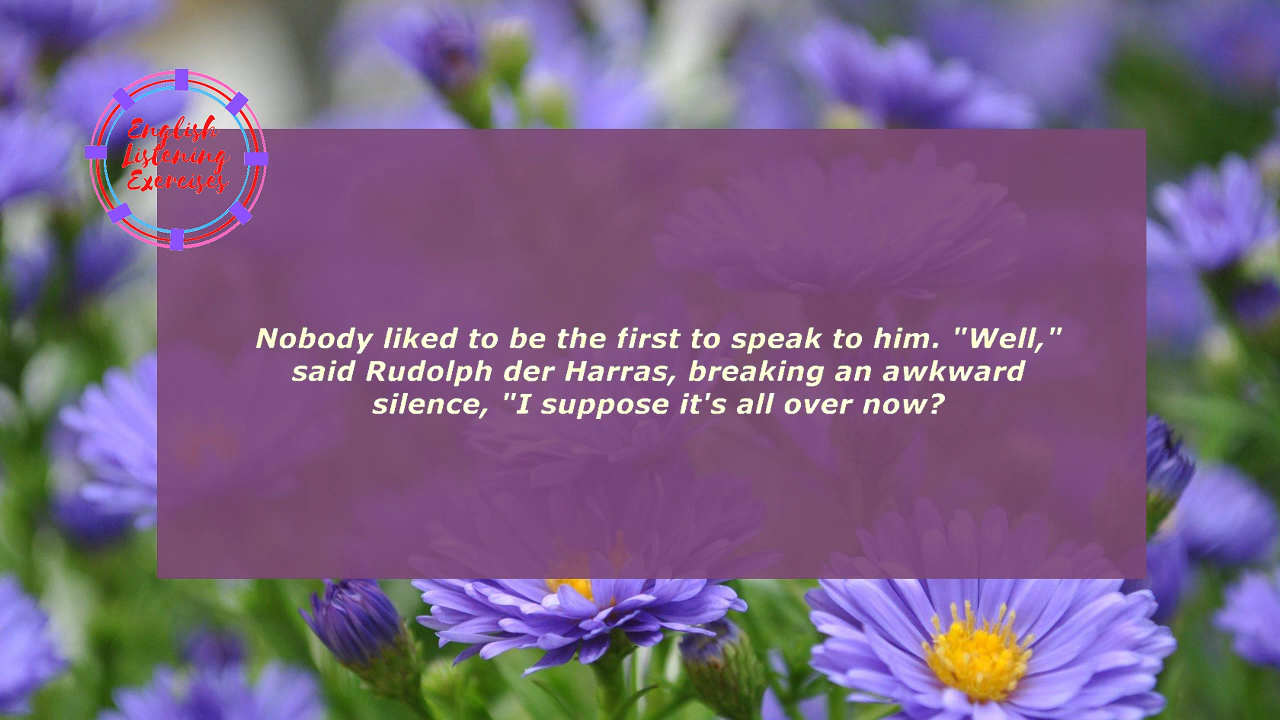 English
Listening
Exercises
Nobody liked to be the first to speak to him. "Well,"
said Rudolph der Harras, breaking an awkward
silence, "I suppose it's all over now?